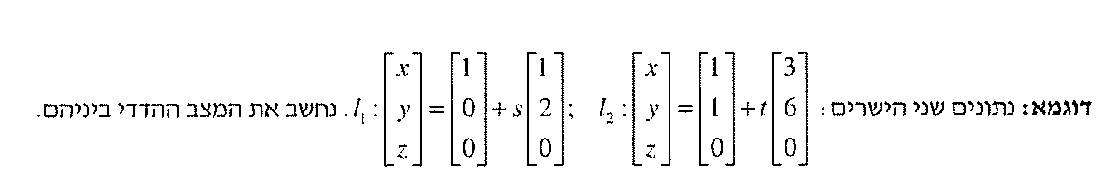 דוגמא: נתונים שני הישרים: $l_1: \begin{bmatrix} x \\ y \\ z \end{bmatrix} = \begin{bmatrix} 1 \\ 0 \\ 0 \end{bmatrix} + s \begin{bmatrix} 1 \\ 2 \\ 0 \end{bmatrix}; \quad l_2: \begin{bmatrix} x \\ y \\ z \end{bmatrix} = \begin{bmatrix} 1 \\ 1 \\ 0 \end{bmatrix} + t \begin{bmatrix} 3 \\ 6 \\ 0 \end{bmatrix}$. נחשב את המצב ההדדי ביניהם.